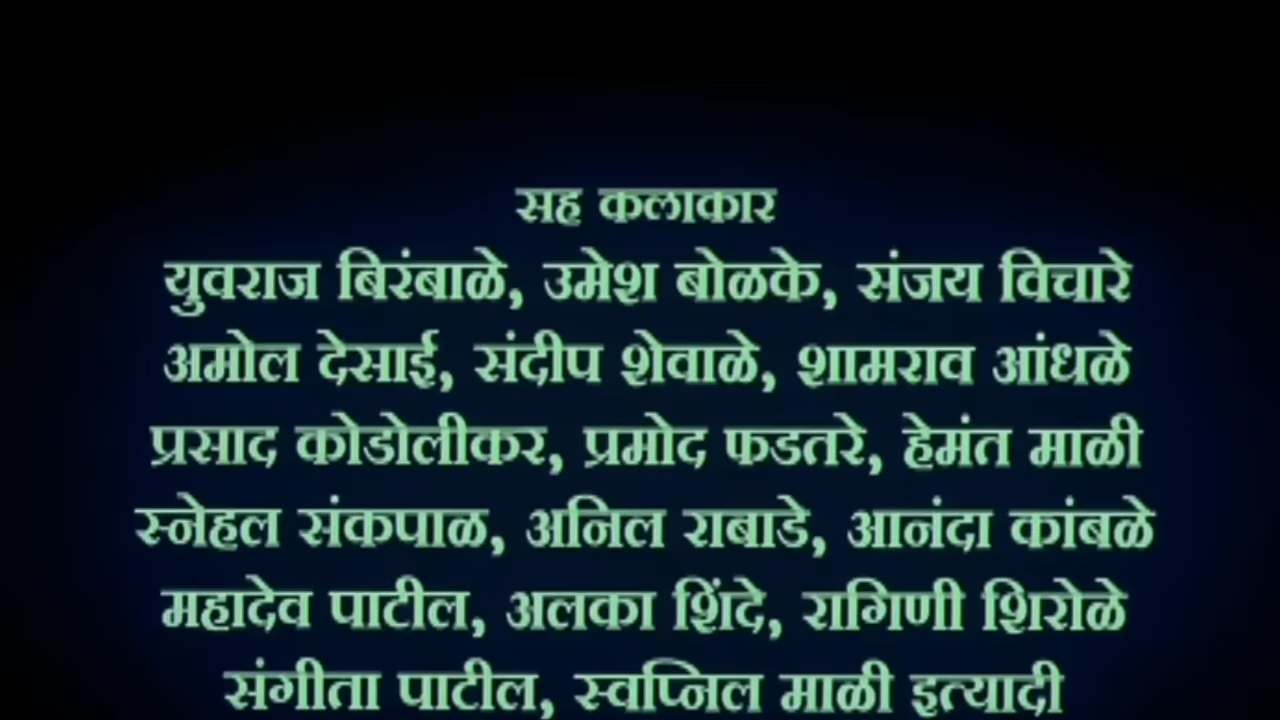 सह कलाकार
युवराज बिरंबाळे, उमेश बोळके, संजय विचारे
अमोल देसाई, संदीप शेवाळे, शामराव आंधळे
प्रसाद कोडोलीकर, प्रमोद फडतरे, हेमंत माळी
स्नेहल संकपाळ, अनिल राबाडे, आनंदा कांबळे
महादेव पाटील, अलका शिंदे, रागिणी शिरोळे
संगीता पाटील, स्वप्निल माळी इत्यादी